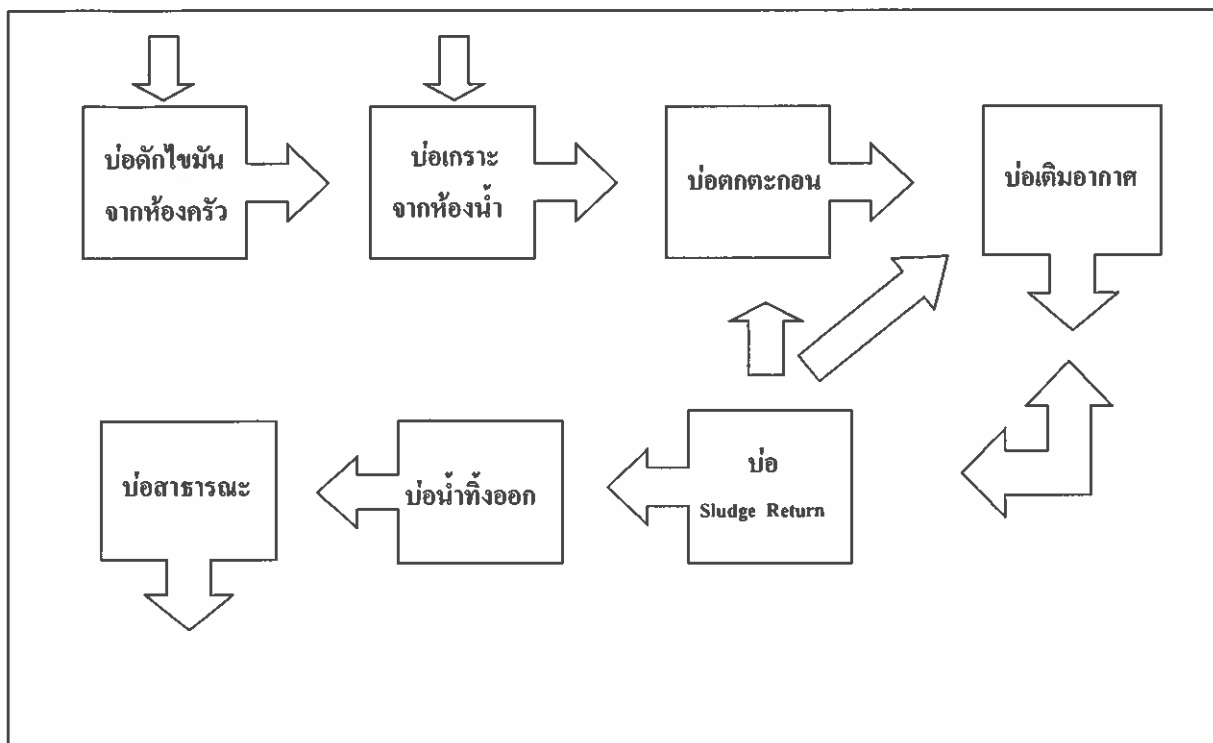 บ่อดักไขมัน
จากห้องครัว
บ่อเกราะ
จากห้องน้ำ
บ่อตกตะกอน
บ่อเติมอากาศ
บ่อสาธารณะ
บ่อน้ำทิ้งออก
บ่อ
Sludge Return